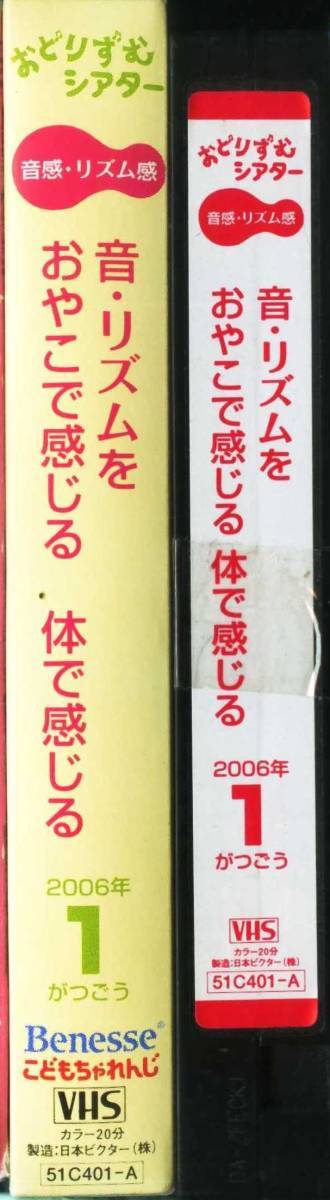 おどりずむ
シアター
音感・リズム感
音・リズムを
おやこで感じる 体で感じる
2006年
1
がつごう
Benesse®
こどもちゃれんじ
VHS
カラー20分
製造:日本ビクター(株)
51C401-A
おどりずむ
シアター
音感・リズム感
音・リズムを
おやこで感じる 体で感じる
2006年
1
がつごう
VHS
カラー20分
製造:日本ビクター(株)
51C401-A